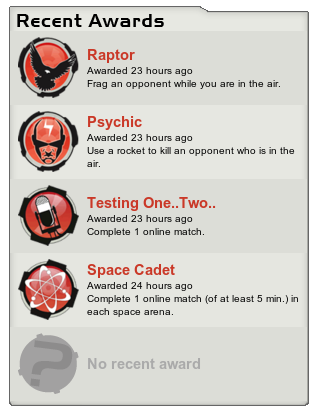 Recent Awards
Raptor
Awarded 23 hours ago
Frag an opponent while you are in the air.
Psychic
Awarded 23 hours ago
Use a rocket to kill an opponent who is in the
air.
Testing One..Two..
Awarded 23 hours ago
Complete 1 online match.
Space Cadet
Awarded 24 hours ago
Complete 1 online match (of at least 5 min.) in
each space arena.
?
No recent award